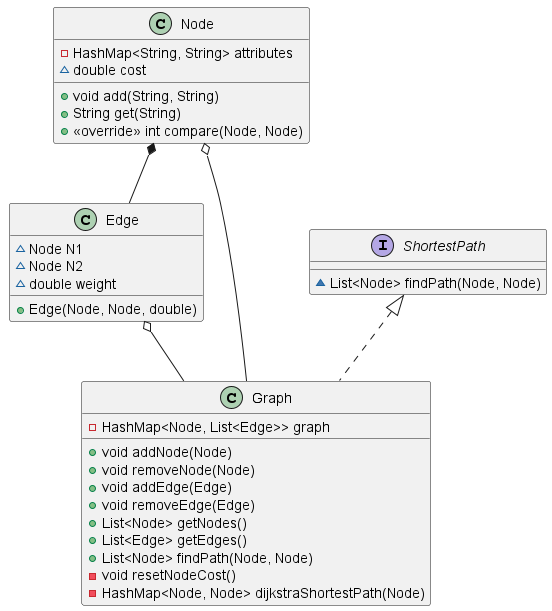 C Node
HashMap<String, String> attributes
double cost
void add(String, String)
String get(String)
«override» int compare(Node, Node)
C Edge
Node N1
Node N2
double weight
Edge(Node, Node, double)
I ShortestPath
List<Node> findPath(Node, Node)
C Graph
HashMap<Node, List<Edge>> graph
void addNode(Node)
void removeNode(Node)
void addEdge(Edge)
void removeEdge(Edge)
List<Node> getNodes()
List<Edge> getEdges()
List<Node> findPath(Node, Node)
void resetNodeCost()
HashMap<Node, Node> dijkstraShortestPath(Node)